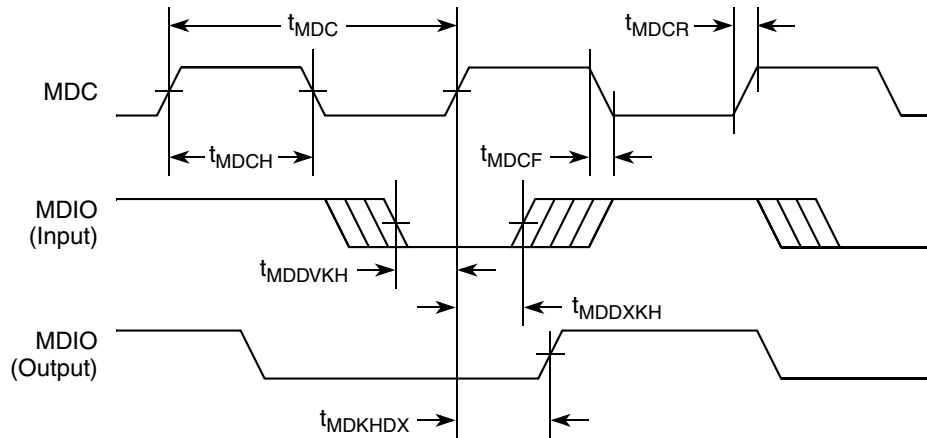 tMDC
tMDCR
MDC
tMDCH
tMDCF
MDIO
(Input)
tMDDVKH
tMDDXKH
MDIO
(Output)
tMDKHDX